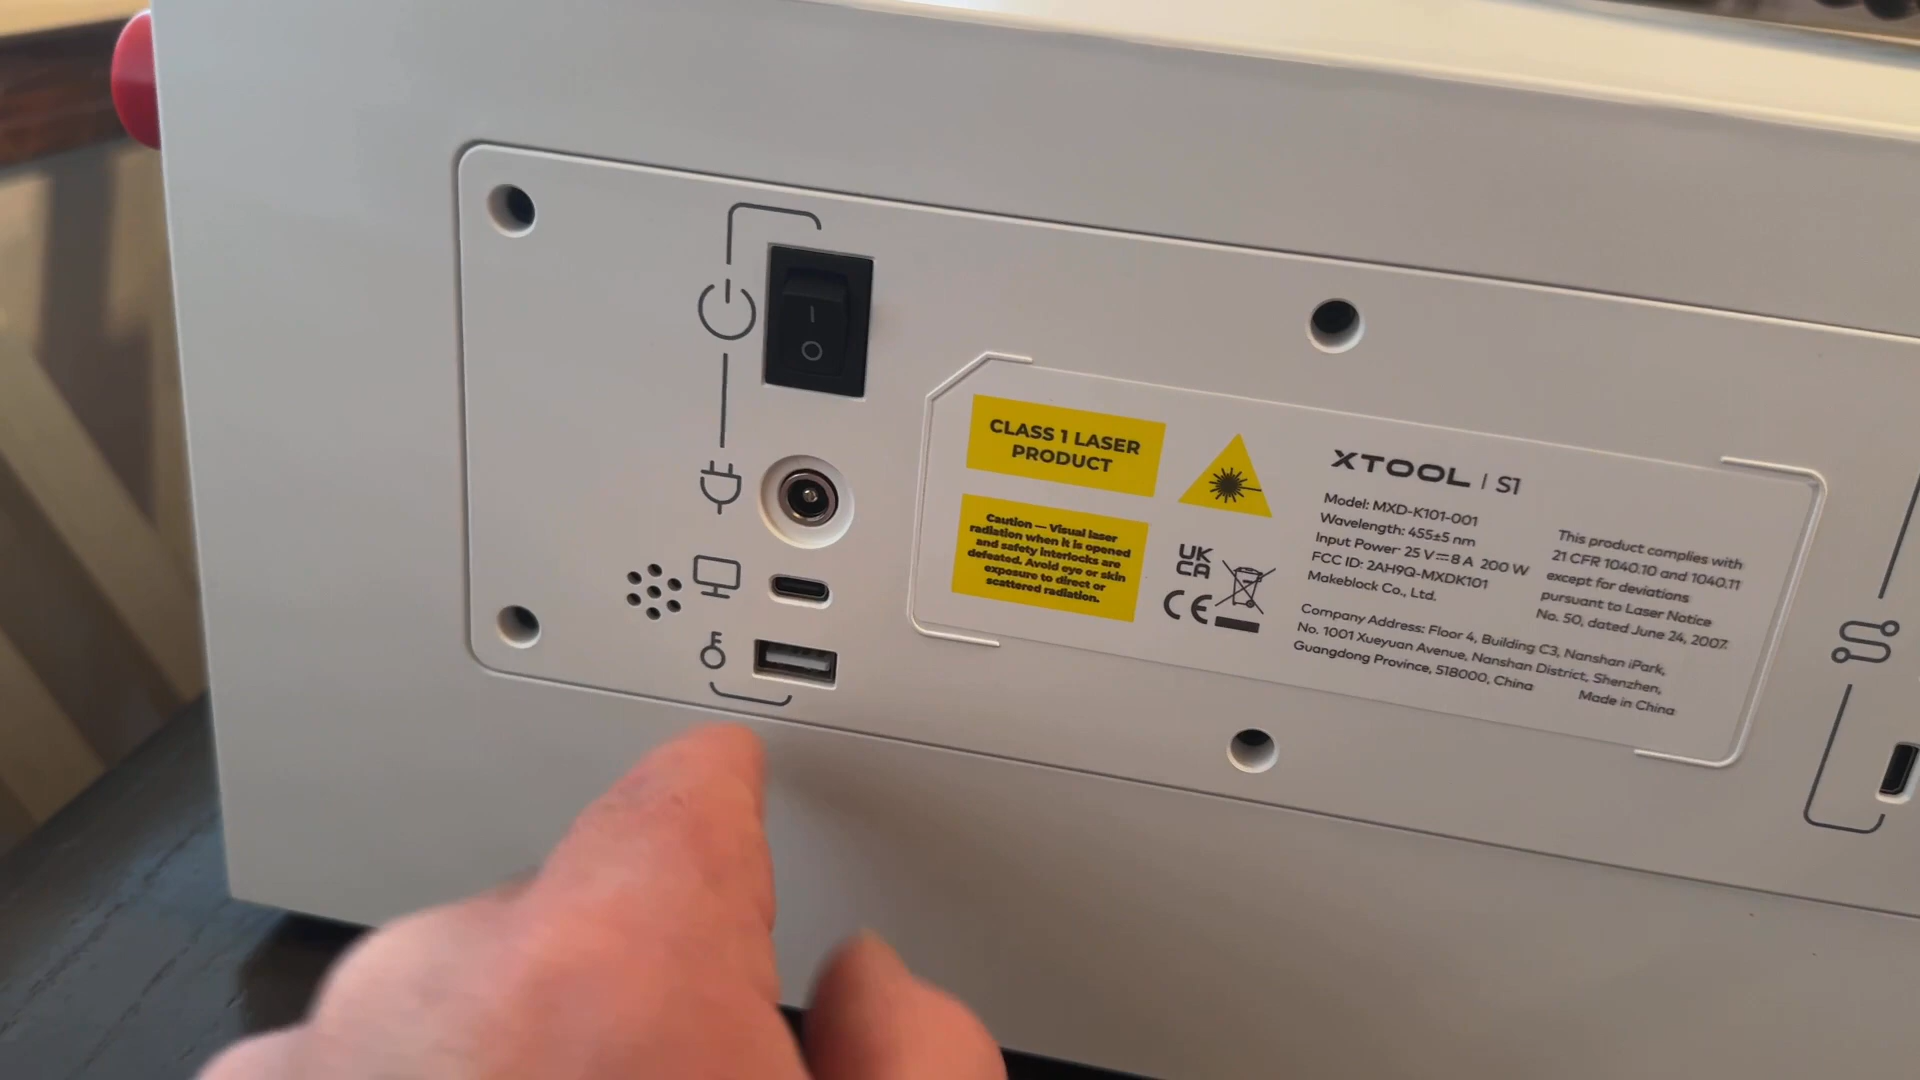 CLASS 1 LASER
PRODUCT
Caution — Visual laser
radiation when it is opened
and safety interlocks are
defeated. Avoid eye or skin
exposure to direct or
scattered radiation.
UK
CA
CE
XTOOL | S1
Model: MXD-K101-001
Wavelength: 455±5 nm
Input Power: 25 V⎓8 A 200 W
FCC ID: 2AH9Q-MXDK101
Makeblock Co., Ltd.
This product complies with
21 CFR 1040.10 and 1040.11
except for deviations
pursuant to Laser Notice
No. 50, dated June 24, 2007.
Company Address: Floor 4, Building C3, Nanshan iPark,
No. 1001 Xueyuan Avenue, Nanshan District, Shenzhen,
Guangdong Province, 518000, China
Made in China